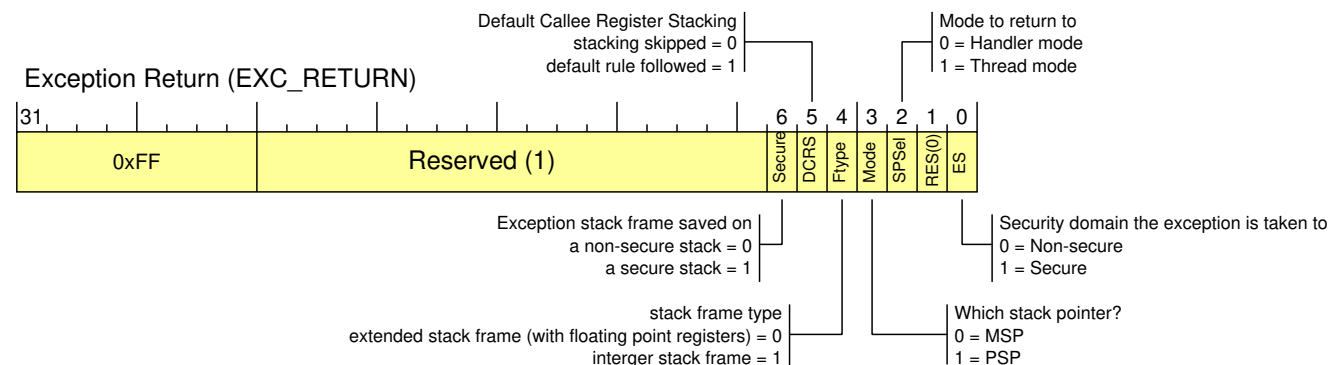 Default Callee Register Stacking
stacking skipped = 0
default rule followed = 1
Mode to return to
0 = Handler mode
1 = Thread mode
Exception Return (EXC_RETURN)
31 6 5 4 3 2 1 0
0xFF Reserved (1) Secure DCRS Ftype Mode SPSel RES(0) ES
Exception stack frame saved on
a non-secure stack = 0
a secure stack = 1
Security domain the exception is taken to
0 = Non-secure
1 = Secure
stack frame type
extended stack frame (with floating point registers) = 0
interger stack frame = 1
Which stack pointer?
0 = MSP
1 = PSP